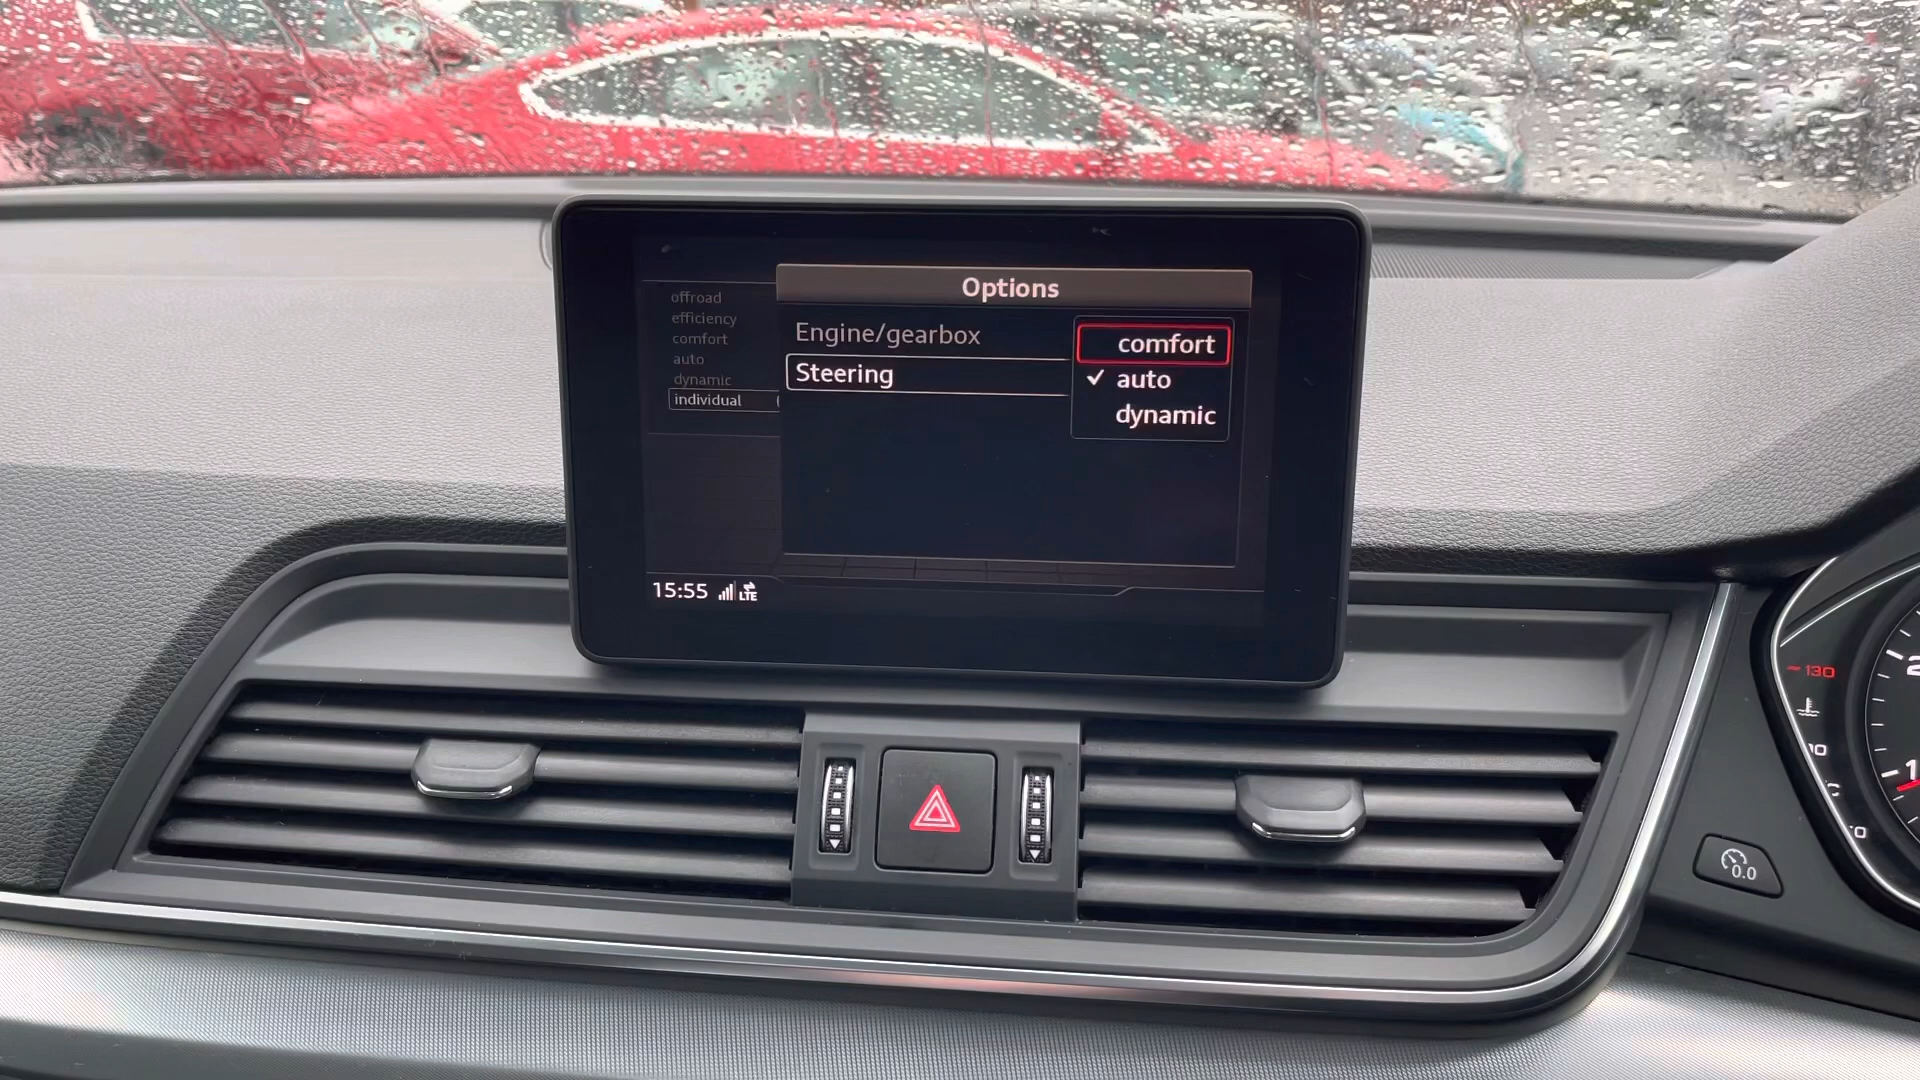 Options
offroad
efficiency
comfort
auto
dynamic
individual
Engine/gearbox
Steering
comfort
✓ auto
dynamic
15:55 LTE
130
0.0